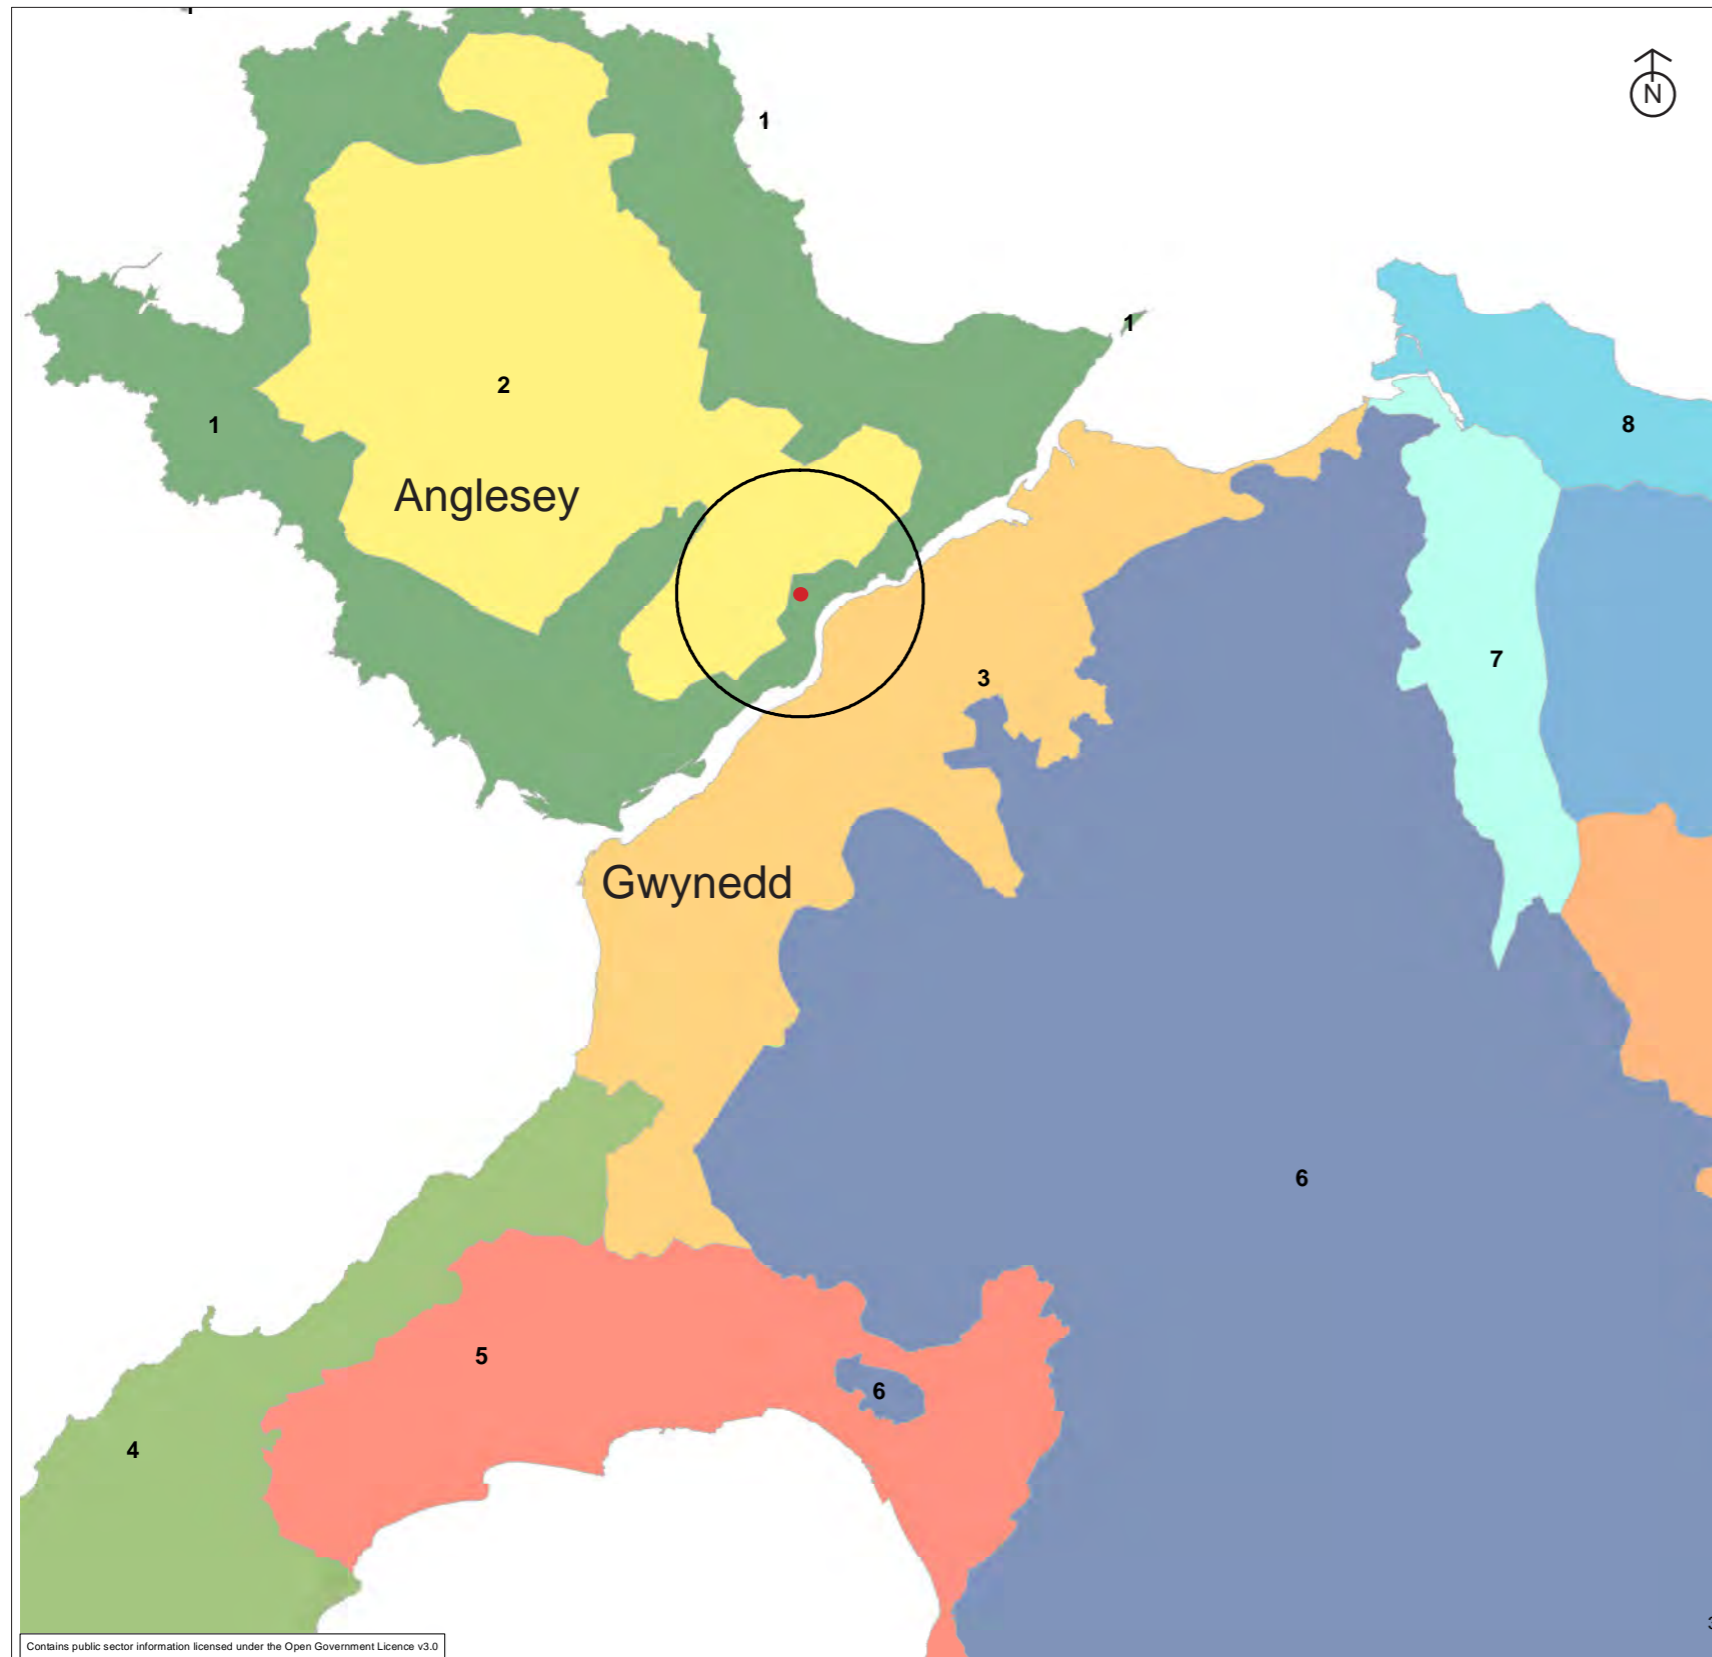 N
1
1
2
1
8
Anglesey
7
3
Gwynedd
6
5
6
4
Contains public sector information licensed under the Open Government Licence v3.0